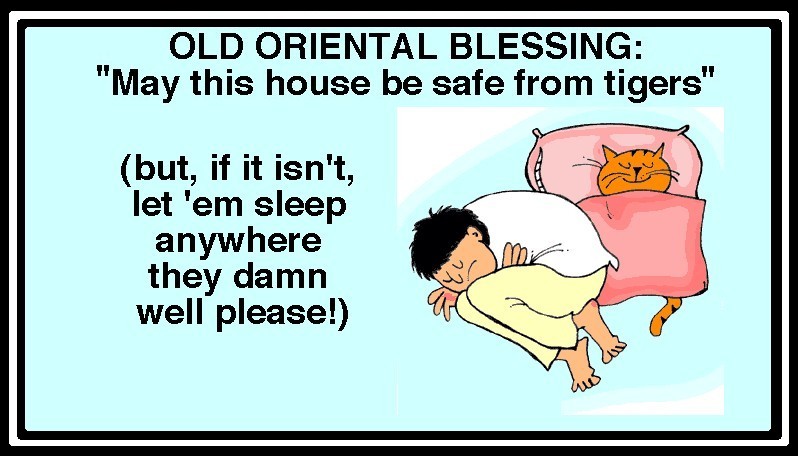 OLD ORIENTAL BLESSING:
"May this house be safe from tigers"
(but, if it isn't,
let 'em sleep
anywhere
they damn
well please!)